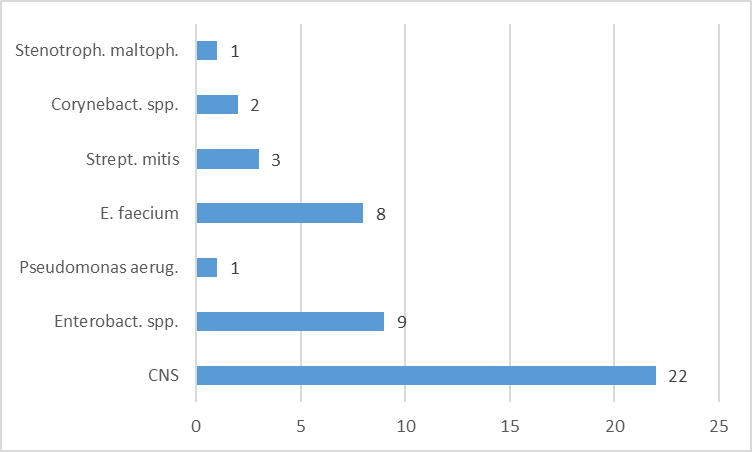 Stenotroph. maltoph. 1
Corynebact. spp. 2
Strept. mitis 3
E. faecium 8
Pseudomonas aerug. 1
Enterobact. spp. 9
CNS 22
0 5 10 15 20 25